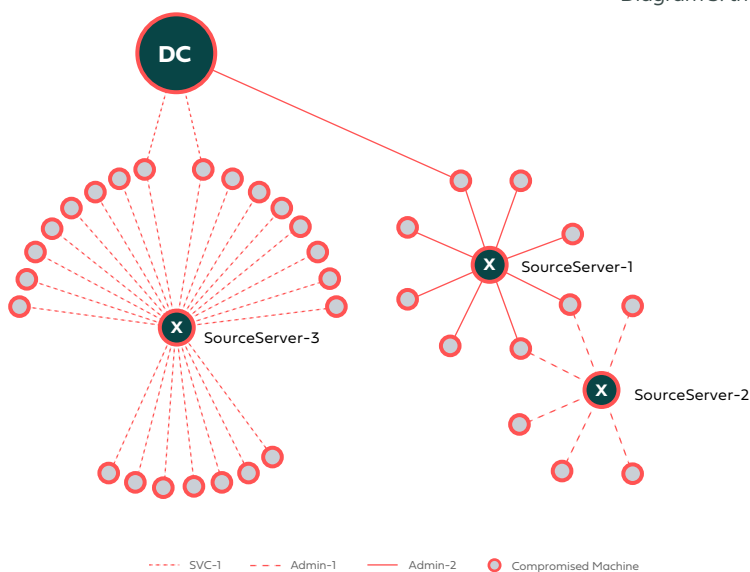 DC
X
SourceServer-1
X
SourceServer-3
X
SourceServer-2
SVC-1
Admin-1
Admin-2
Compromised Machine